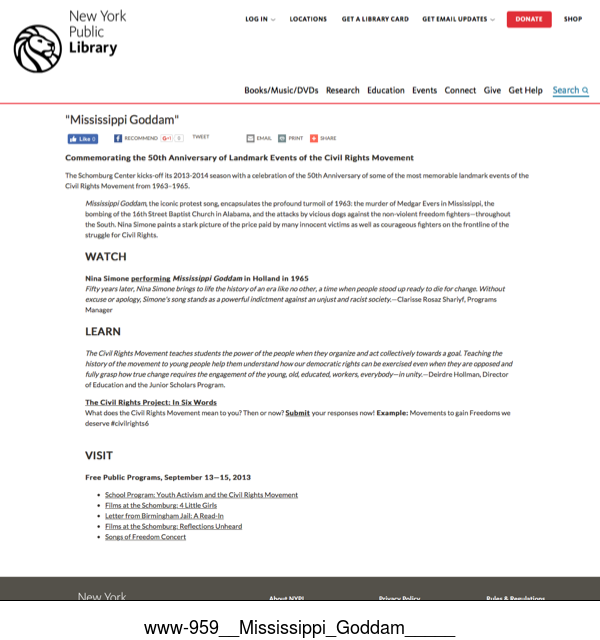 New York
Public
Library
LOG IN
LOCATIONS
GET A LIBRARY CARD
GET EMAIL UPDATES
DONATE
SHOP
Books/Music/DVDs Research Education Events Connect Give Get Help Search
"Mississippi Goddam"
Like 0 RECOMMEND G+1 0 TWEET EMAIL PRINT SHARE
Commemorating the 50th Anniversary of Landmark Events of the Civil Rights Movement
The Schomburg Center kicks-off its 2013-2014 season with a celebration of the 50th Anniversary of some of the most memorable landmark events of the
Civil Rights Movement from 1963–1965.
Mississippi Goddam, the iconic protest song, encapsulates the profound turmoil of 1963: the murder of Medgar Evers in Mississippi, the
bombing of the 16th Street Baptist Church in Alabama, and the attacks by vicious dogs against the non-violent freedom fighters—throughout
the South. Nina Simone paints a stark picture of the price paid by many innocent victims as well as courageous fighters on the frontline of the
struggle for Civil Rights.
WATCH
Nina Simone performing Mississippi Goddam in Holland in 1965
Fifty years later, Nina Simone brings to life the history of an era like no other, a time when people stood up ready to die for change. Without
excuse or apology, Simone's song stands as a powerful indictment against an unjust and racist society.—Clarisse Rosaz Shariyf, Programs
Manager
LEARN
The Civil Rights Movement teaches students the power of the people when they organize and act collectively towards a goal. Teaching the
history of the movement to young people help them understand how our democratic rights can be exercised even when they are opposed and
fully grasp how true change requires the engagement of the young, old, educated, workers, everybody—in unity.—Deirdre Hollman, Director
of Education and the Junior Scholars Program.
The Civil Rights Project: In Six Words
What does the Civil Rights Movement mean to you? Then or now? Submit your responses now! Example: Movements to gain Freedoms we
deserve #civilrights6
VISIT
Free Public Programs, September 13—15, 2013
• School Program: Youth Activism and the Civil Rights Movement
• Films at the Schomburg: 4 Little Girls
• Letter from Birmingham Jail: A Read-In
• Films at the Schomburg: Reflections Unheard
• Songs of Freedom Concert
New York About NYPL Privacy Policy Rules & Regulations
www-959__Mississippi_Goddam_____